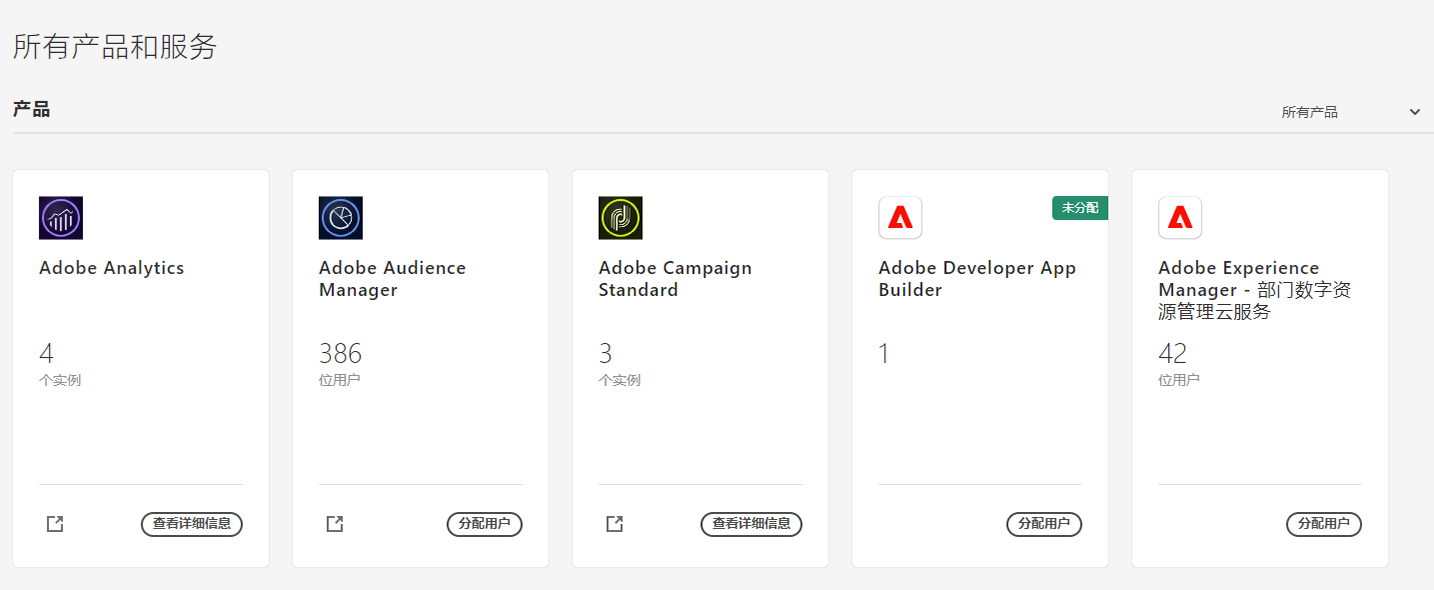 所有产品和服务
产品
所有产品
Adobe Analytics
4
个实例
查看详细信息
Adobe Audience
Manager
386
位用户
分配用户
Adobe Campaign
Standard
3
个实例
查看详细信息
未分配
Adobe Developer App
Builder
1
分配用户
Adobe Experience
Manager - 部门数字资
源管理云服务
42
位用户
分配用户